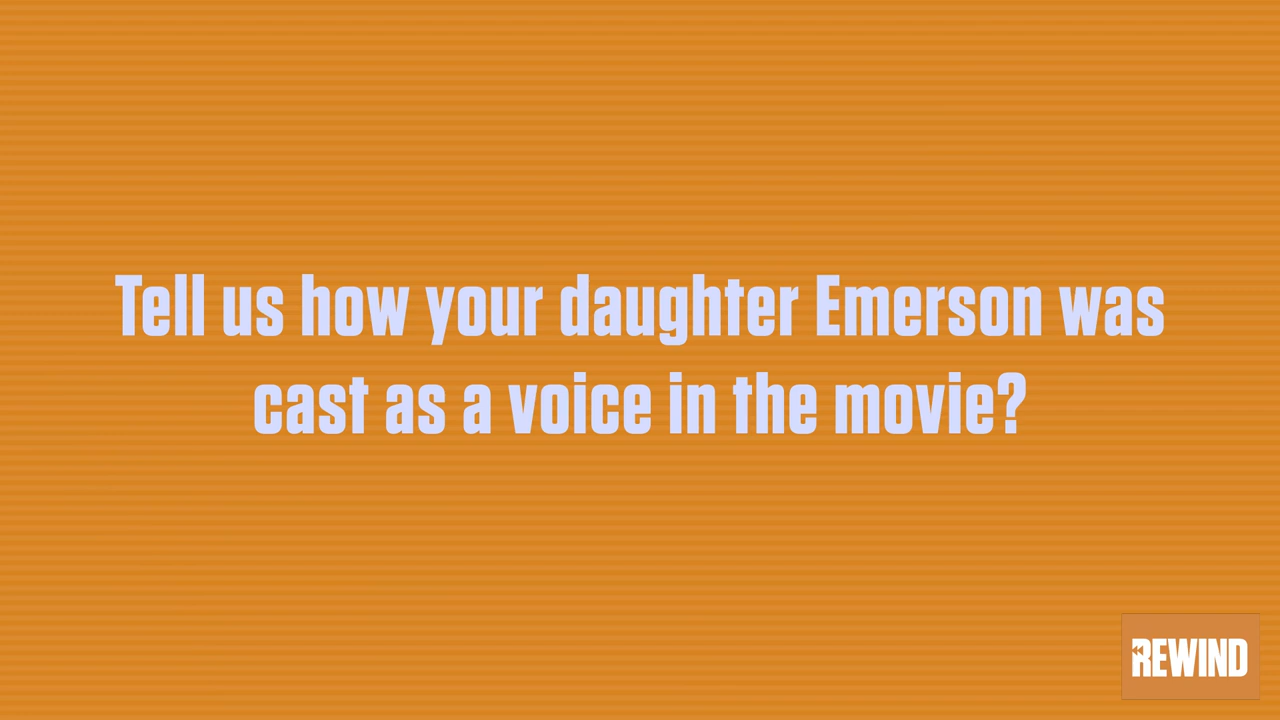 Tell us how your daughter Emerson was
cast as a voice in the movie?
REWIND